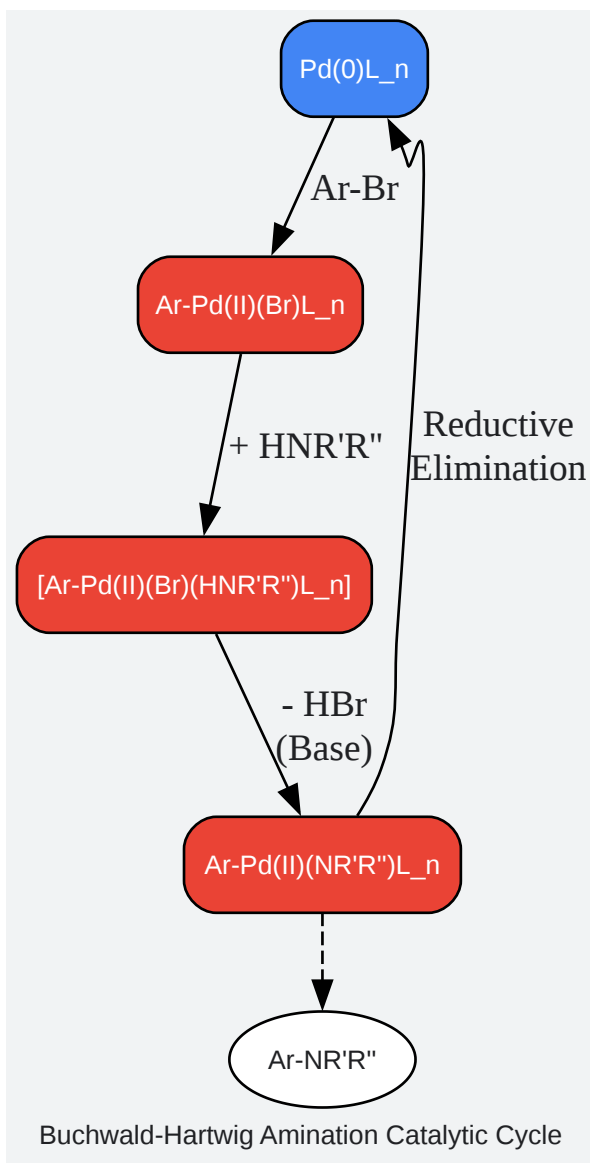 Pd(0)L_n
Ar-Br
Ar-Pd(II)(Br)L_n
+ HNR'R"
Reductive
Elimination
[Ar-Pd(II)(Br)(HNR'R")L_n]
- HBr
(Base)
Ar-Pd(II)(NR'R")L_n
Ar-NR'R"
Buchwald-Hartwig Amination Catalytic Cycle